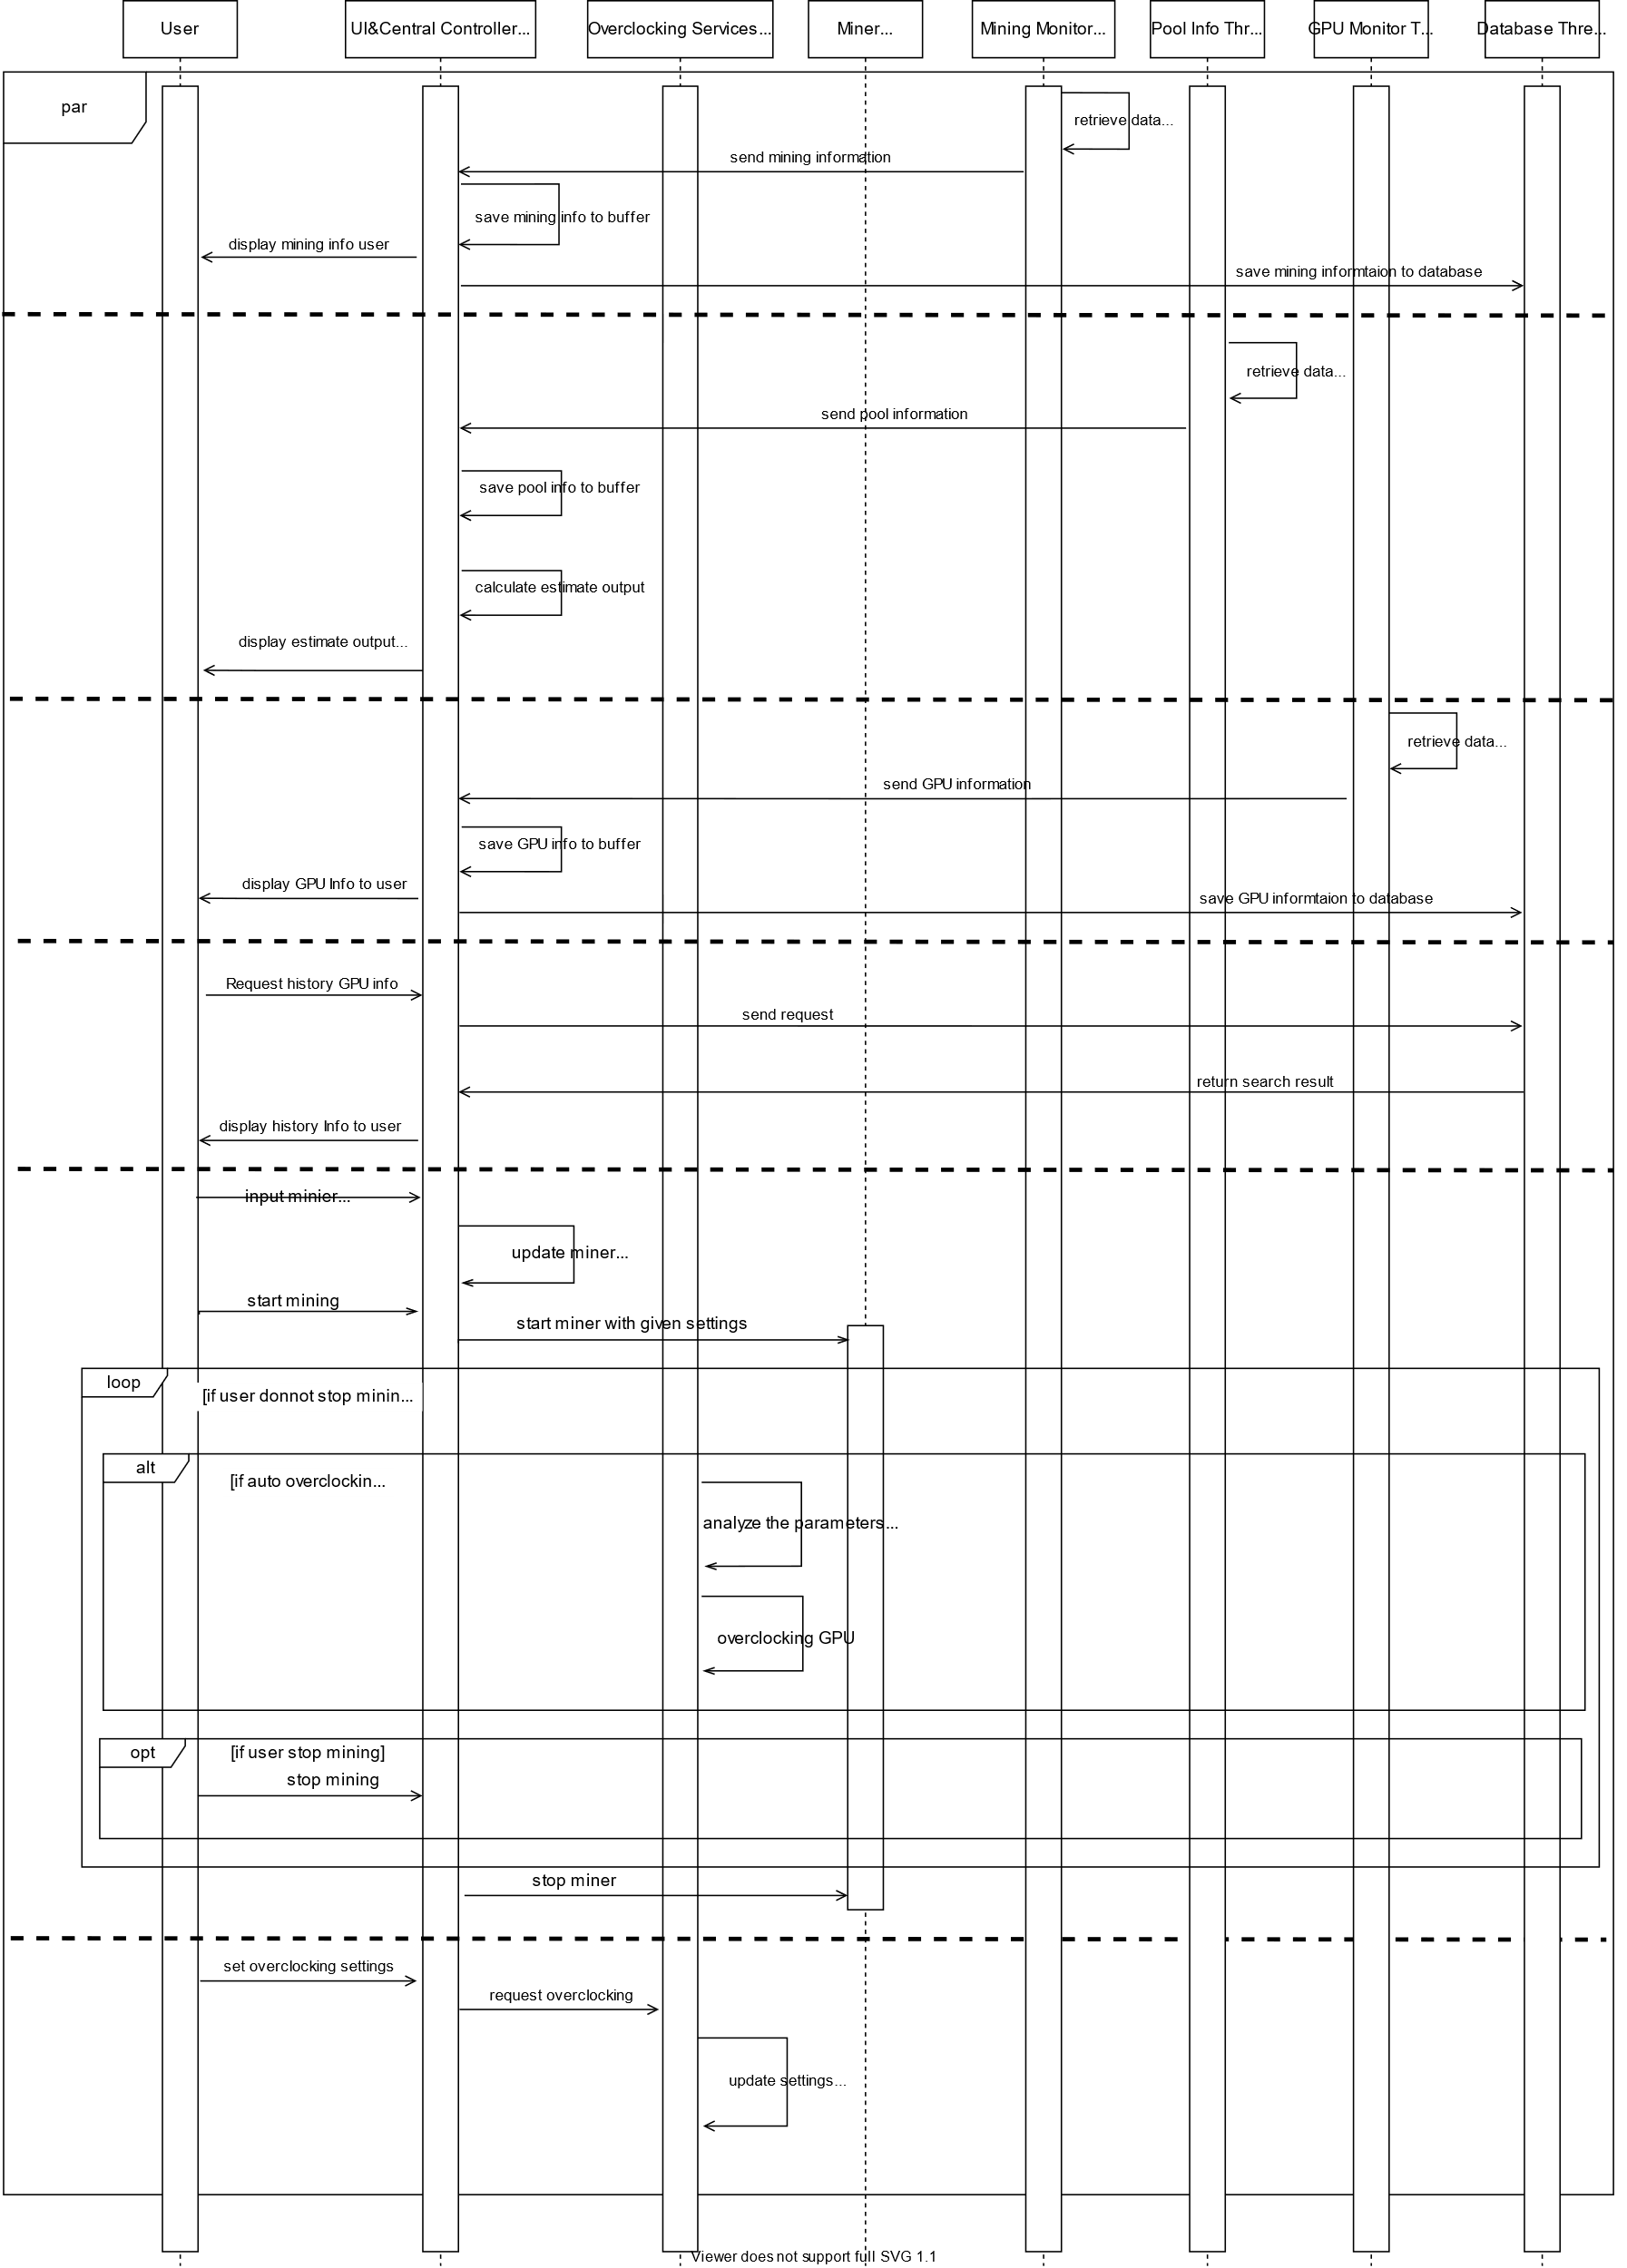 User
UI&Central Controller...
Overclocking Services...
Miner...
Mining Monitor...
Pool Info Thr...
GPU Monitor T...
Database Thre...
par
retrieve data...
send mining information
save mining info to buffer
display mining info user
save mining informtaion to database
retrieve data...
send pool information
save pool info to buffer
calculate estimate output
display estimate output...
retrieve data...
send GPU information
save GPU info to buffer
display GPU Info to user
save GPU informtaion to database
Request history GPU info
send request
return search result
display history Info to user
input minier...
update miner...
start mining
start miner with given settings
loop
[if user donnot stop minin...
alt
[if auto overclockin...
analyze the parameters...
overclocking GPU
opt
[if user stop mining]
stop mining
stop miner
set overclocking settings
request overclocking
update settings...
Viewer does not support full SVG 1.1